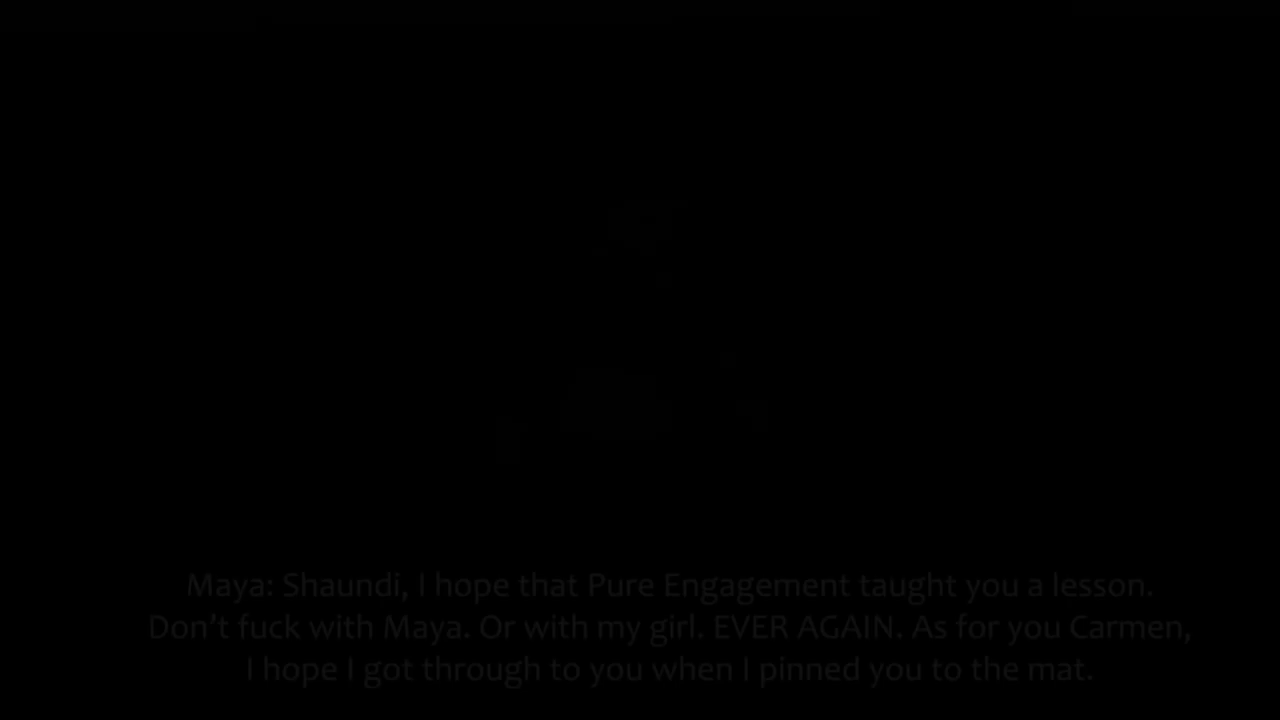 Maya: Shaundi, I hope that Pure Engagement taught you a lesson.
Don't fuck with Maya. Or with my girl. EVER AGAIN. As for you Carmen,
I hope I got through to you when I pinned you to the mat.